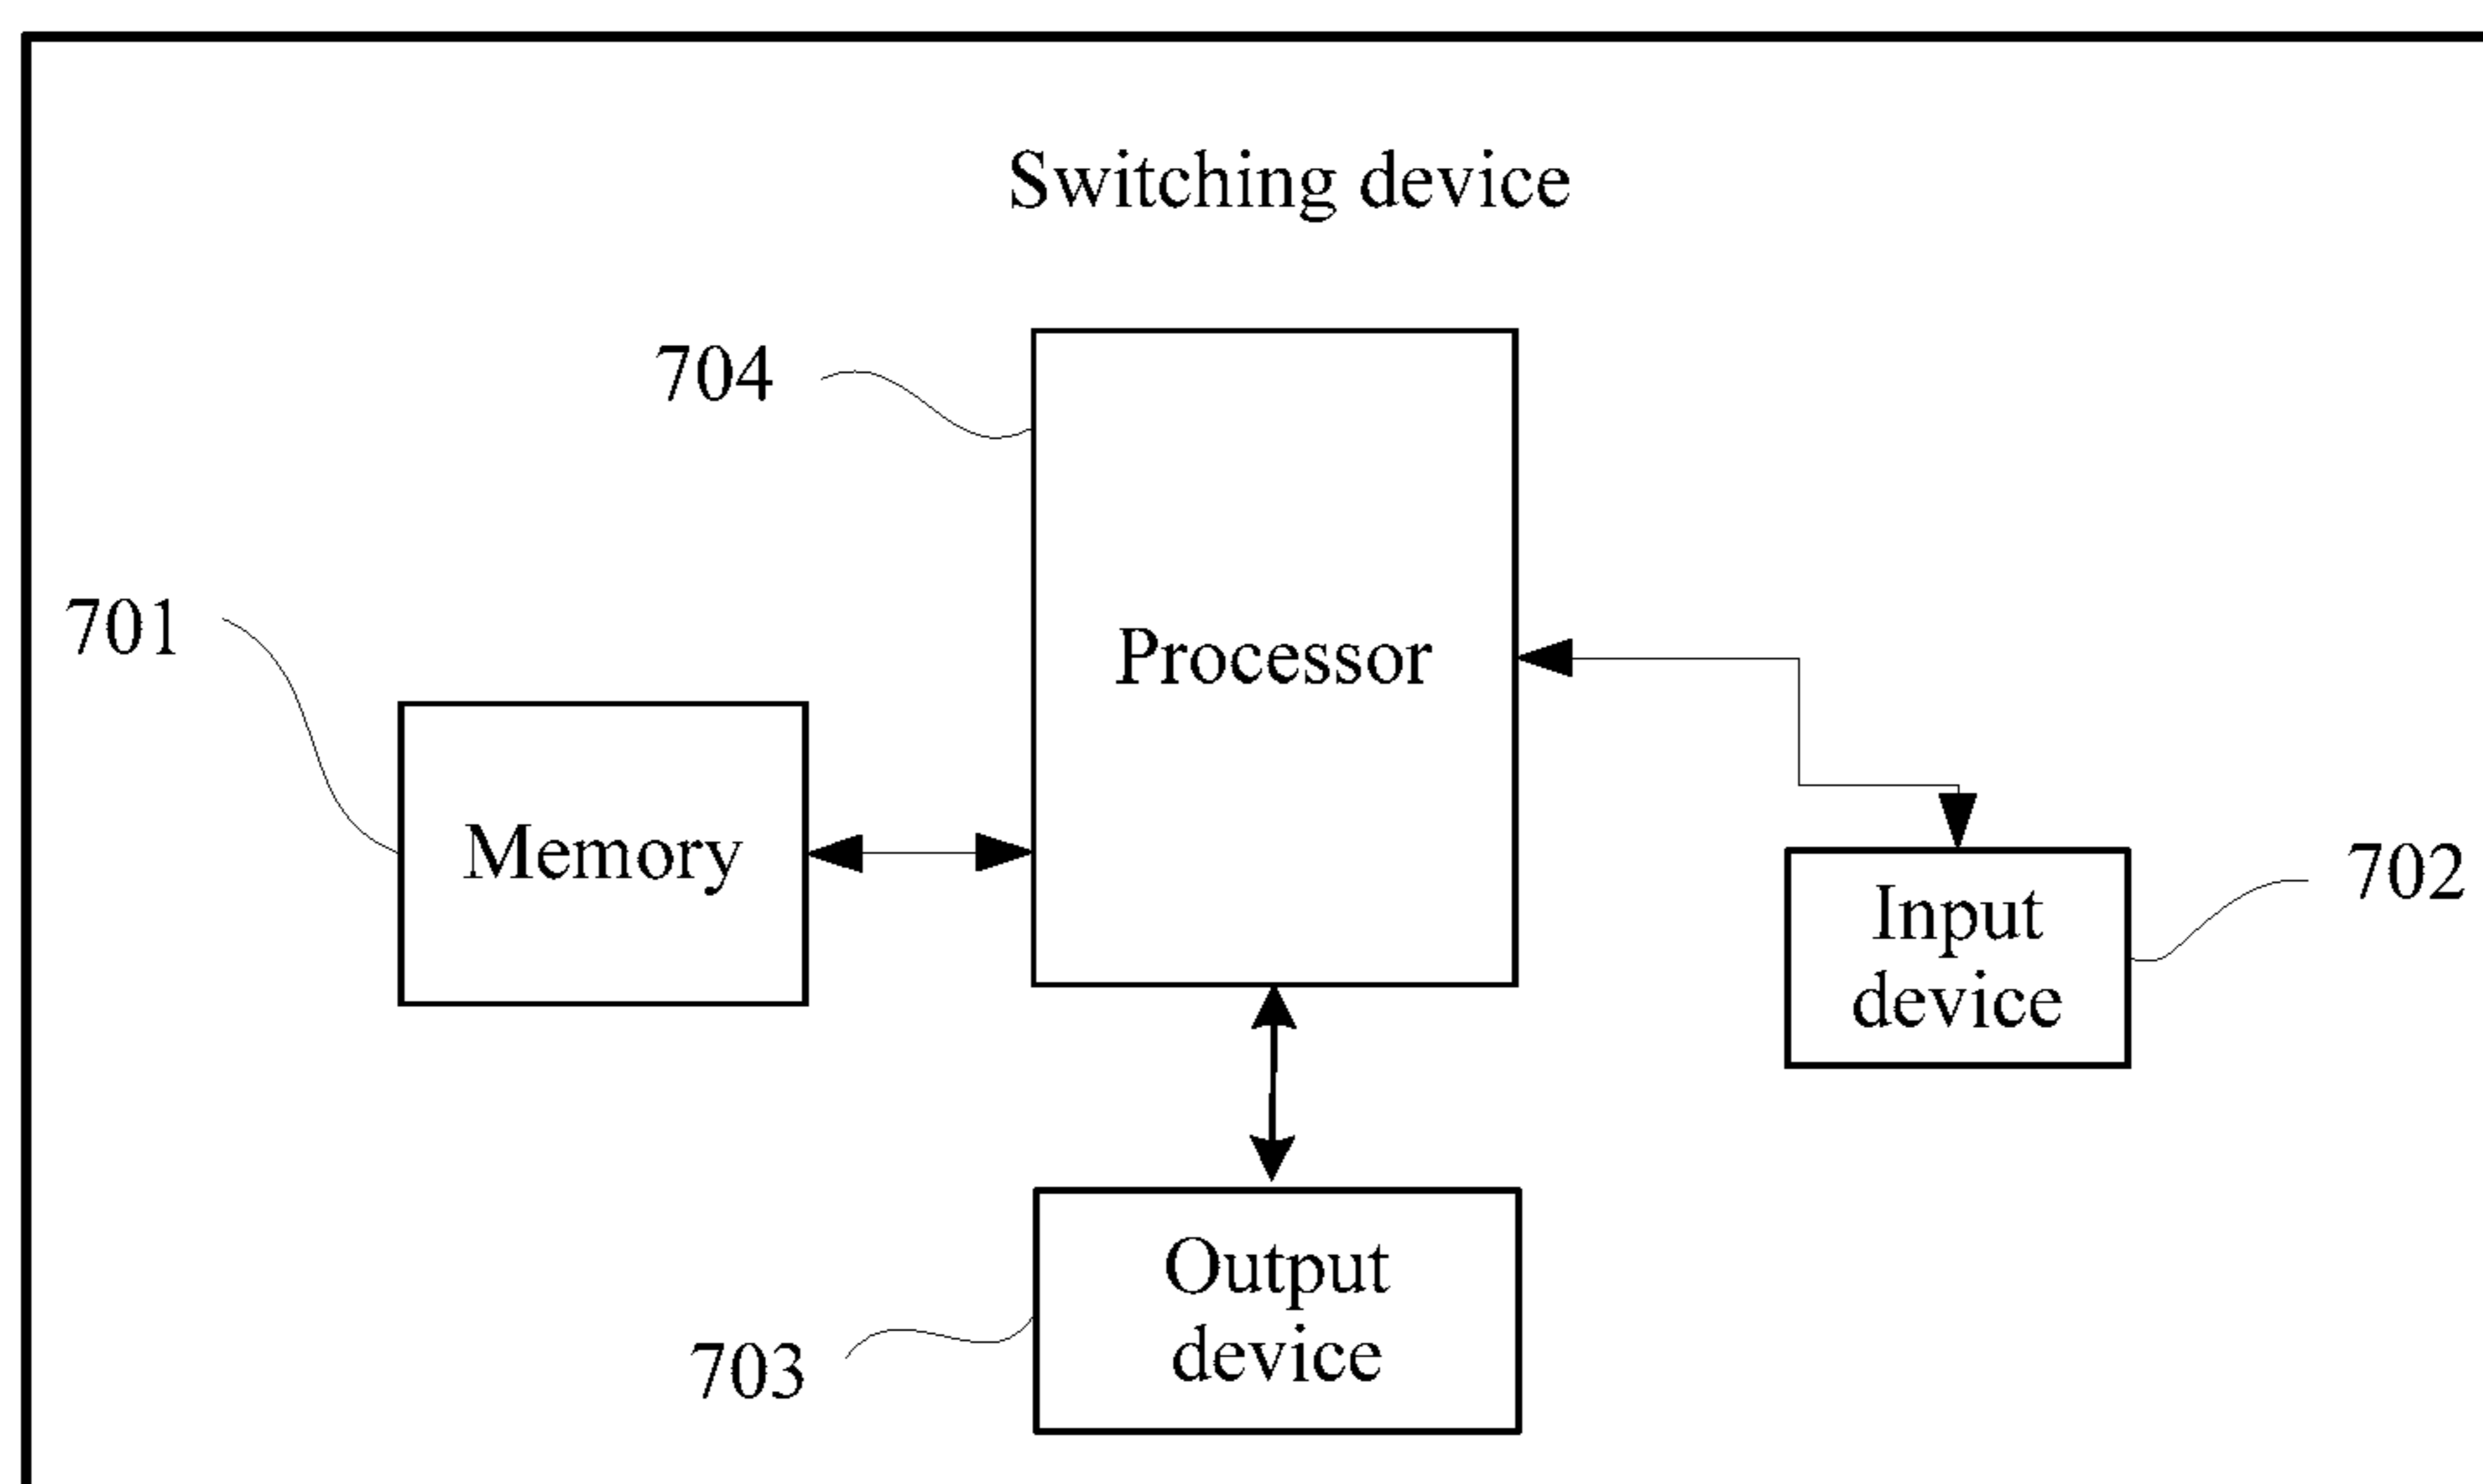 Switching device
704
701
Processor
Memory
702
Input
device
Output
device
703